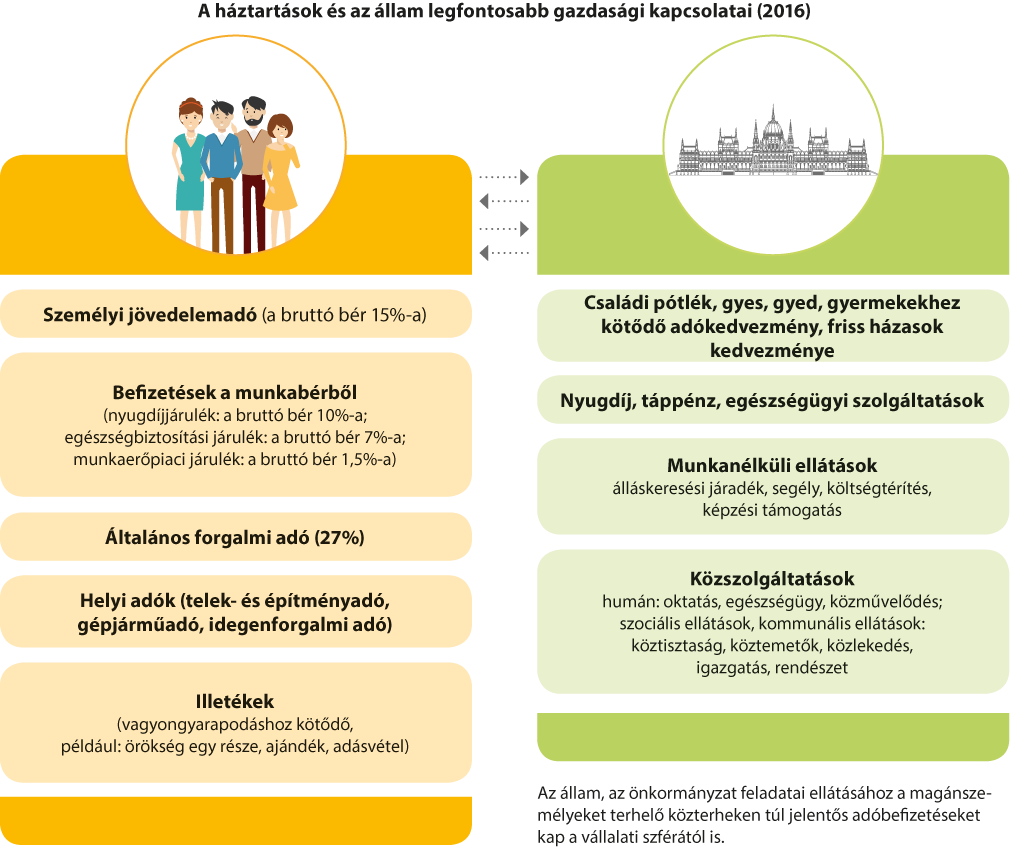 A háztartások és az állam legfontosabb gazdasági kapcsolatai (2016)
Személyi jövedelemadó (a bruttó bér 15%-a)
Befizetések a munkabérből
(nyugdíjjárulék: a bruttó bér 10%-a;
egészségbiztosítási járulék: a bruttó bér 7%-a;
munkaerőpiaci járulék: a bruttó bér 1,5%-a)
Általános forgalmi adó (27%)
Helyi adók (telek- és építményadó,
gépjárműadó, idegenforgalmi adó)
Illetékek
(vagyongyarapodáshoz kötődő,
például: örökség egy része, ajándék, adásvétel)
Családi pótlék, gyes, gyed, gyermekekhez
kötődő adókedvezmény, friss házasok
kedvezménye
Nyugdíj, táppénz, egészségügyi szolgáltatások
Munkanélküli ellátások
álláskeresési járadék, segély, költségtérítés,
képzési támogatás
Közszolgáltatások
humán: oktatás, egészségügy, közművelődés;
szociális ellátások, kommunális ellátások:
köztisztaság, köztemetők, közlekedés,
igazgatás, rendészet
Az állam, az önkormányzat feladatai ellátásához a magánsze-
mélyeket terhelő közterheken túl jelentős adóbefizetéseket
kap a vállalati szférától is.